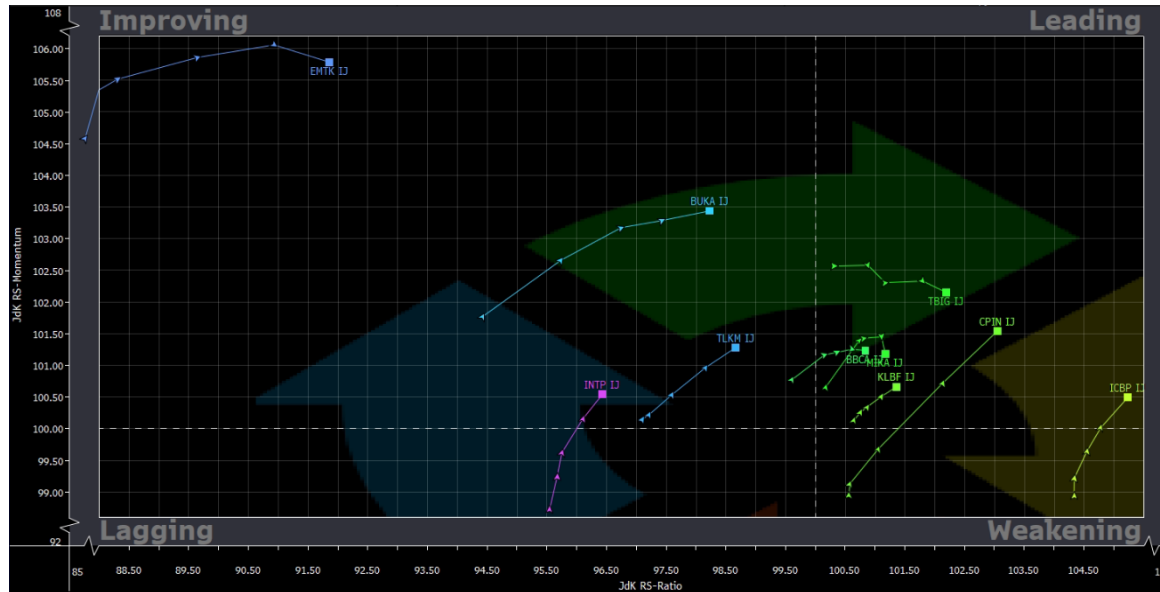 108
Improving
Leading
106.00
105.50
105.00
104.50
104.00
103.50
103.00
102.50
102.00
101.50
101.00
100.50
100.00
99.50
99.00
92
JdK RS-Momentum
EMTK IJ
BUKA IJ
TBIG IJ
CPIN IJ
TLKM IJ
BBCA IJ
MIKA IJ
KLBF IJ
INTP IJ
ICBP IJ
Lagging
Weakening
85
88.50
89.50
90.50
91.50
92.50
93.50
94.50
95.50
96.50
97.50
98.50
99.50
100.50
101.50
102.50
103.50
104.50
JdK RS-Ratio